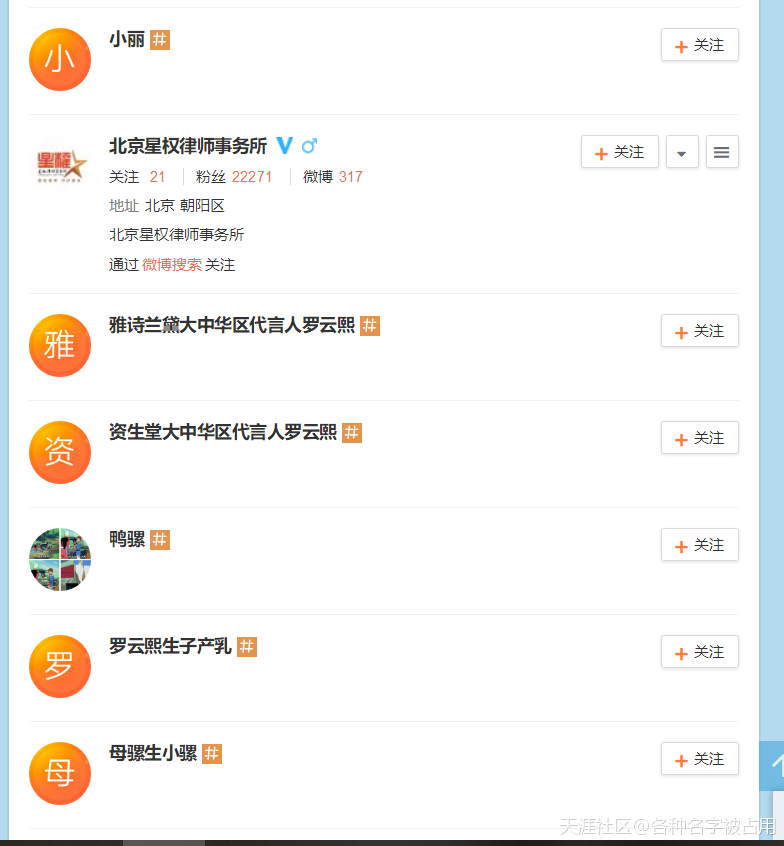 小
小丽 #
+ 关注
星權
北京星权律师事务所 V ♂
+ 关注
关注 21 粉丝 22271 微博 317
地址 北京 朝阳区
北京星权律师事务所
通过微博搜索关注
雅
雅诗兰黛大中华区代言人罗云熙 #
+ 关注
资
资生堂大中华区代言人罗云熙 #
+ 关注
鸭骡 #
+ 关注
罗
罗云熙生子产乳 #
+ 关注
母
母骡生小骡 #
+ 关注
天涯社区@各种名字被占用